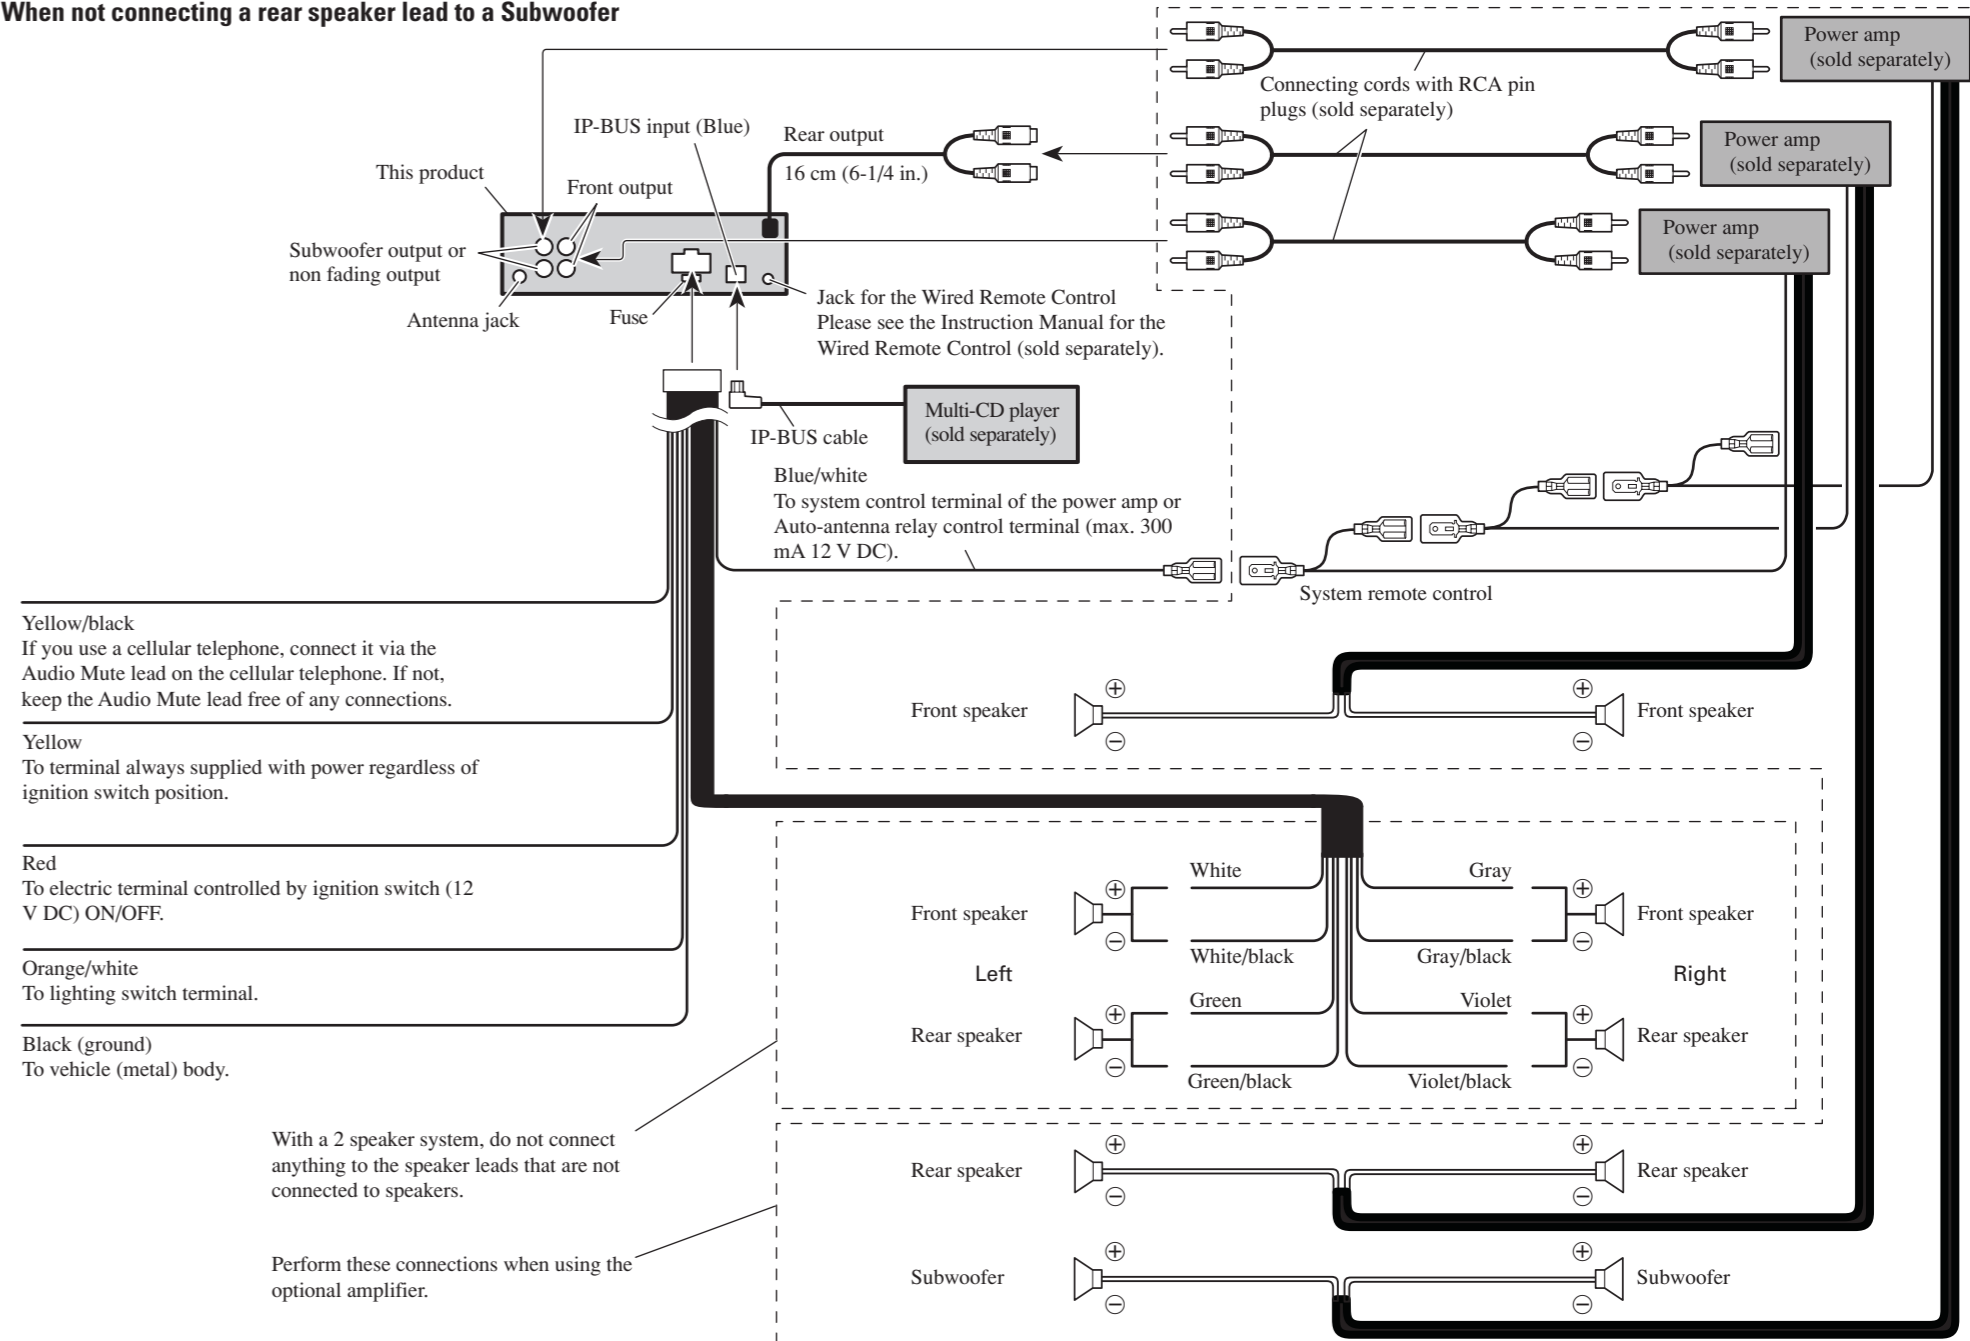 When not connecting a rear speaker lead to a Subwoofer
Power amp
(sold separately)
Connecting cords with RCA pin
plugs (sold separately)
IP-BUS input (Blue)
Rear output
16 cm (6-1/4 in.)
Power amp
(sold separately)
This product
Front output
Power amp
(sold separately)
Subwoofer output or
non fading output
Antenna jack
Fuse
Jack for the Wired Remote Control
Please see the Instruction Manual for the
Wired Remote Control (sold separately).
Multi-CD player
(sold separately)
IP-BUS cable
Blue/white
To system control terminal of the power amp or
Auto-antenna relay control terminal (max. 300
mA 12 V DC).
System remote control
Yellow/black
If you use a cellular telephone, connect it via the
Audio Mute lead on the cellular telephone. If not,
keep the Audio Mute lead free of any connections.
Yellow
To terminal always supplied with power regardless of
ignition switch position.
Red
To electric terminal controlled by ignition switch (12
V DC) ON/OFF.
Orange/white
To lighting switch terminal.
Black (ground)
To vehicle (metal) body.
With a 2 speaker system, do not connect
anything to the speaker leads that are not
connected to speakers.
Perform these connections when using the
optional amplifier.
Front speaker
+
−
+
−
Front speaker
White
Gray
Front speaker
+
−
+
−
Front speaker
White/black
Gray/black
Left
Right
Green
Violet
Rear speaker
+
−
+
−
Rear speaker
Green/black
Violet/black
Rear speaker
+
−
+
−
Rear speaker
Subwoofer
+
−
+
−
Subwoofer